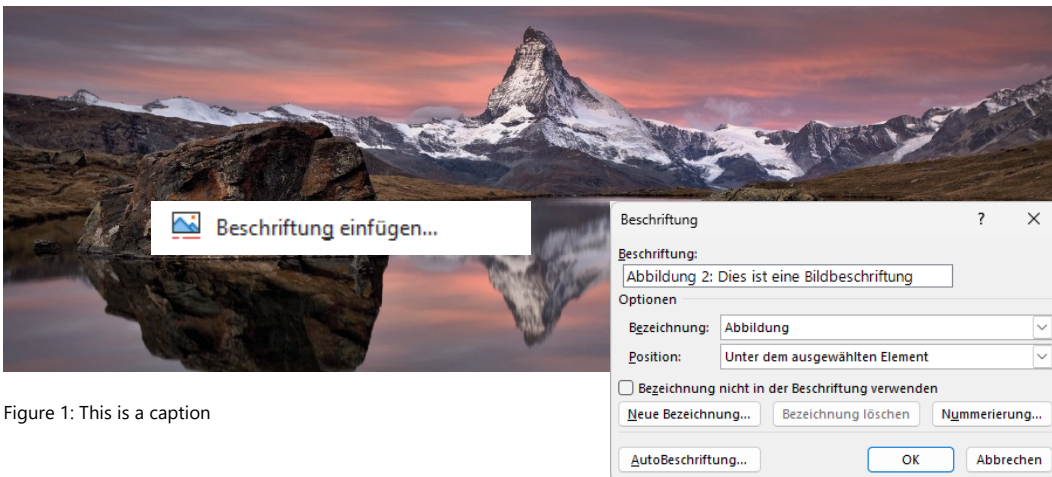 Beschriftung einfügen...
Beschriftung ? ×
Beschriftung:
Abbildung 2: Dies ist eine Bildbeschriftung
Optionen
Bezeichnung: Abbildung
Position: Unter dem ausgewählten Element
Bezeichnung nicht in der Beschriftung verwenden
Neue Bezeichnung... Bezeichnung löschen Nummerierung...
AutoBeschriftung... OK Abbrechen
Figure 1: This is a caption